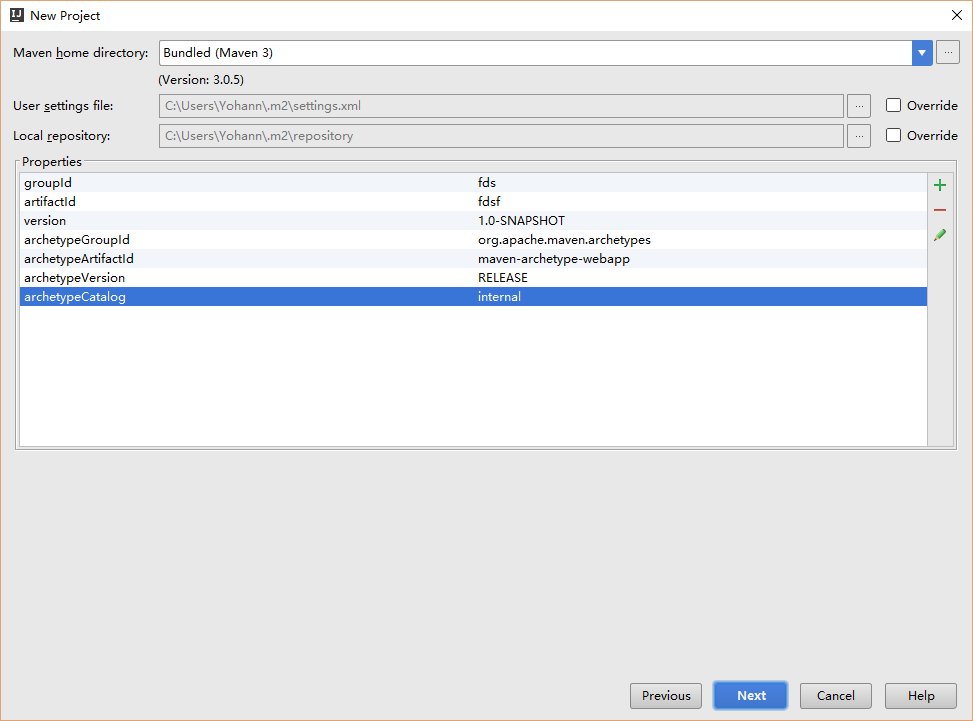 New Project
Maven home directory: Bundled (Maven 3)
(Version: 3.0.5)
User settings file: C:\Users\Yohann\.m2\settings.xml ... Override
Local repository: C:\Users\Yohann\.m2\repository ... Override
Properties
groupId fds
artifactId fdsf
version 1.0-SNAPSHOT
archetypeGroupId org.apache.maven.archetypes
archetypeArtifactId maven-archetype-webapp
archetypeVersion RELEASE
archetypeCatalog internal
Previous Next Cancel Help